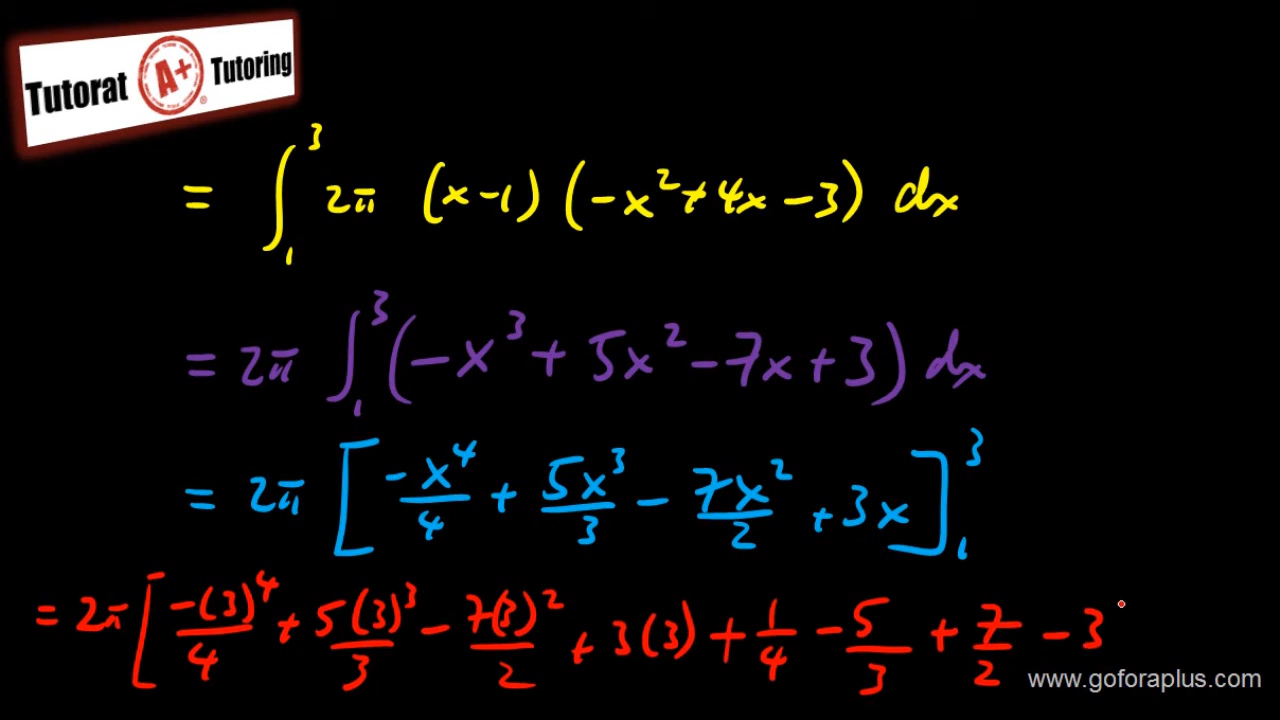 Tutorat A+ Tutoring
= ∫₁³ 2π (x-1) (-x²+4x-3) dx
= 2π ∫₁³ (-x³ + 5x² - 7x + 3) dx
= 2π [ -x⁴/4 + 5x³/3 - 7x²/2 + 3x ]₁³
= 2π [ -(3)⁴/4 + 5(3)³/3 - 7(3)²/2 + 3(3) + 1/4 - 5/3 + 7/2 - 3
www.goforaplus.com